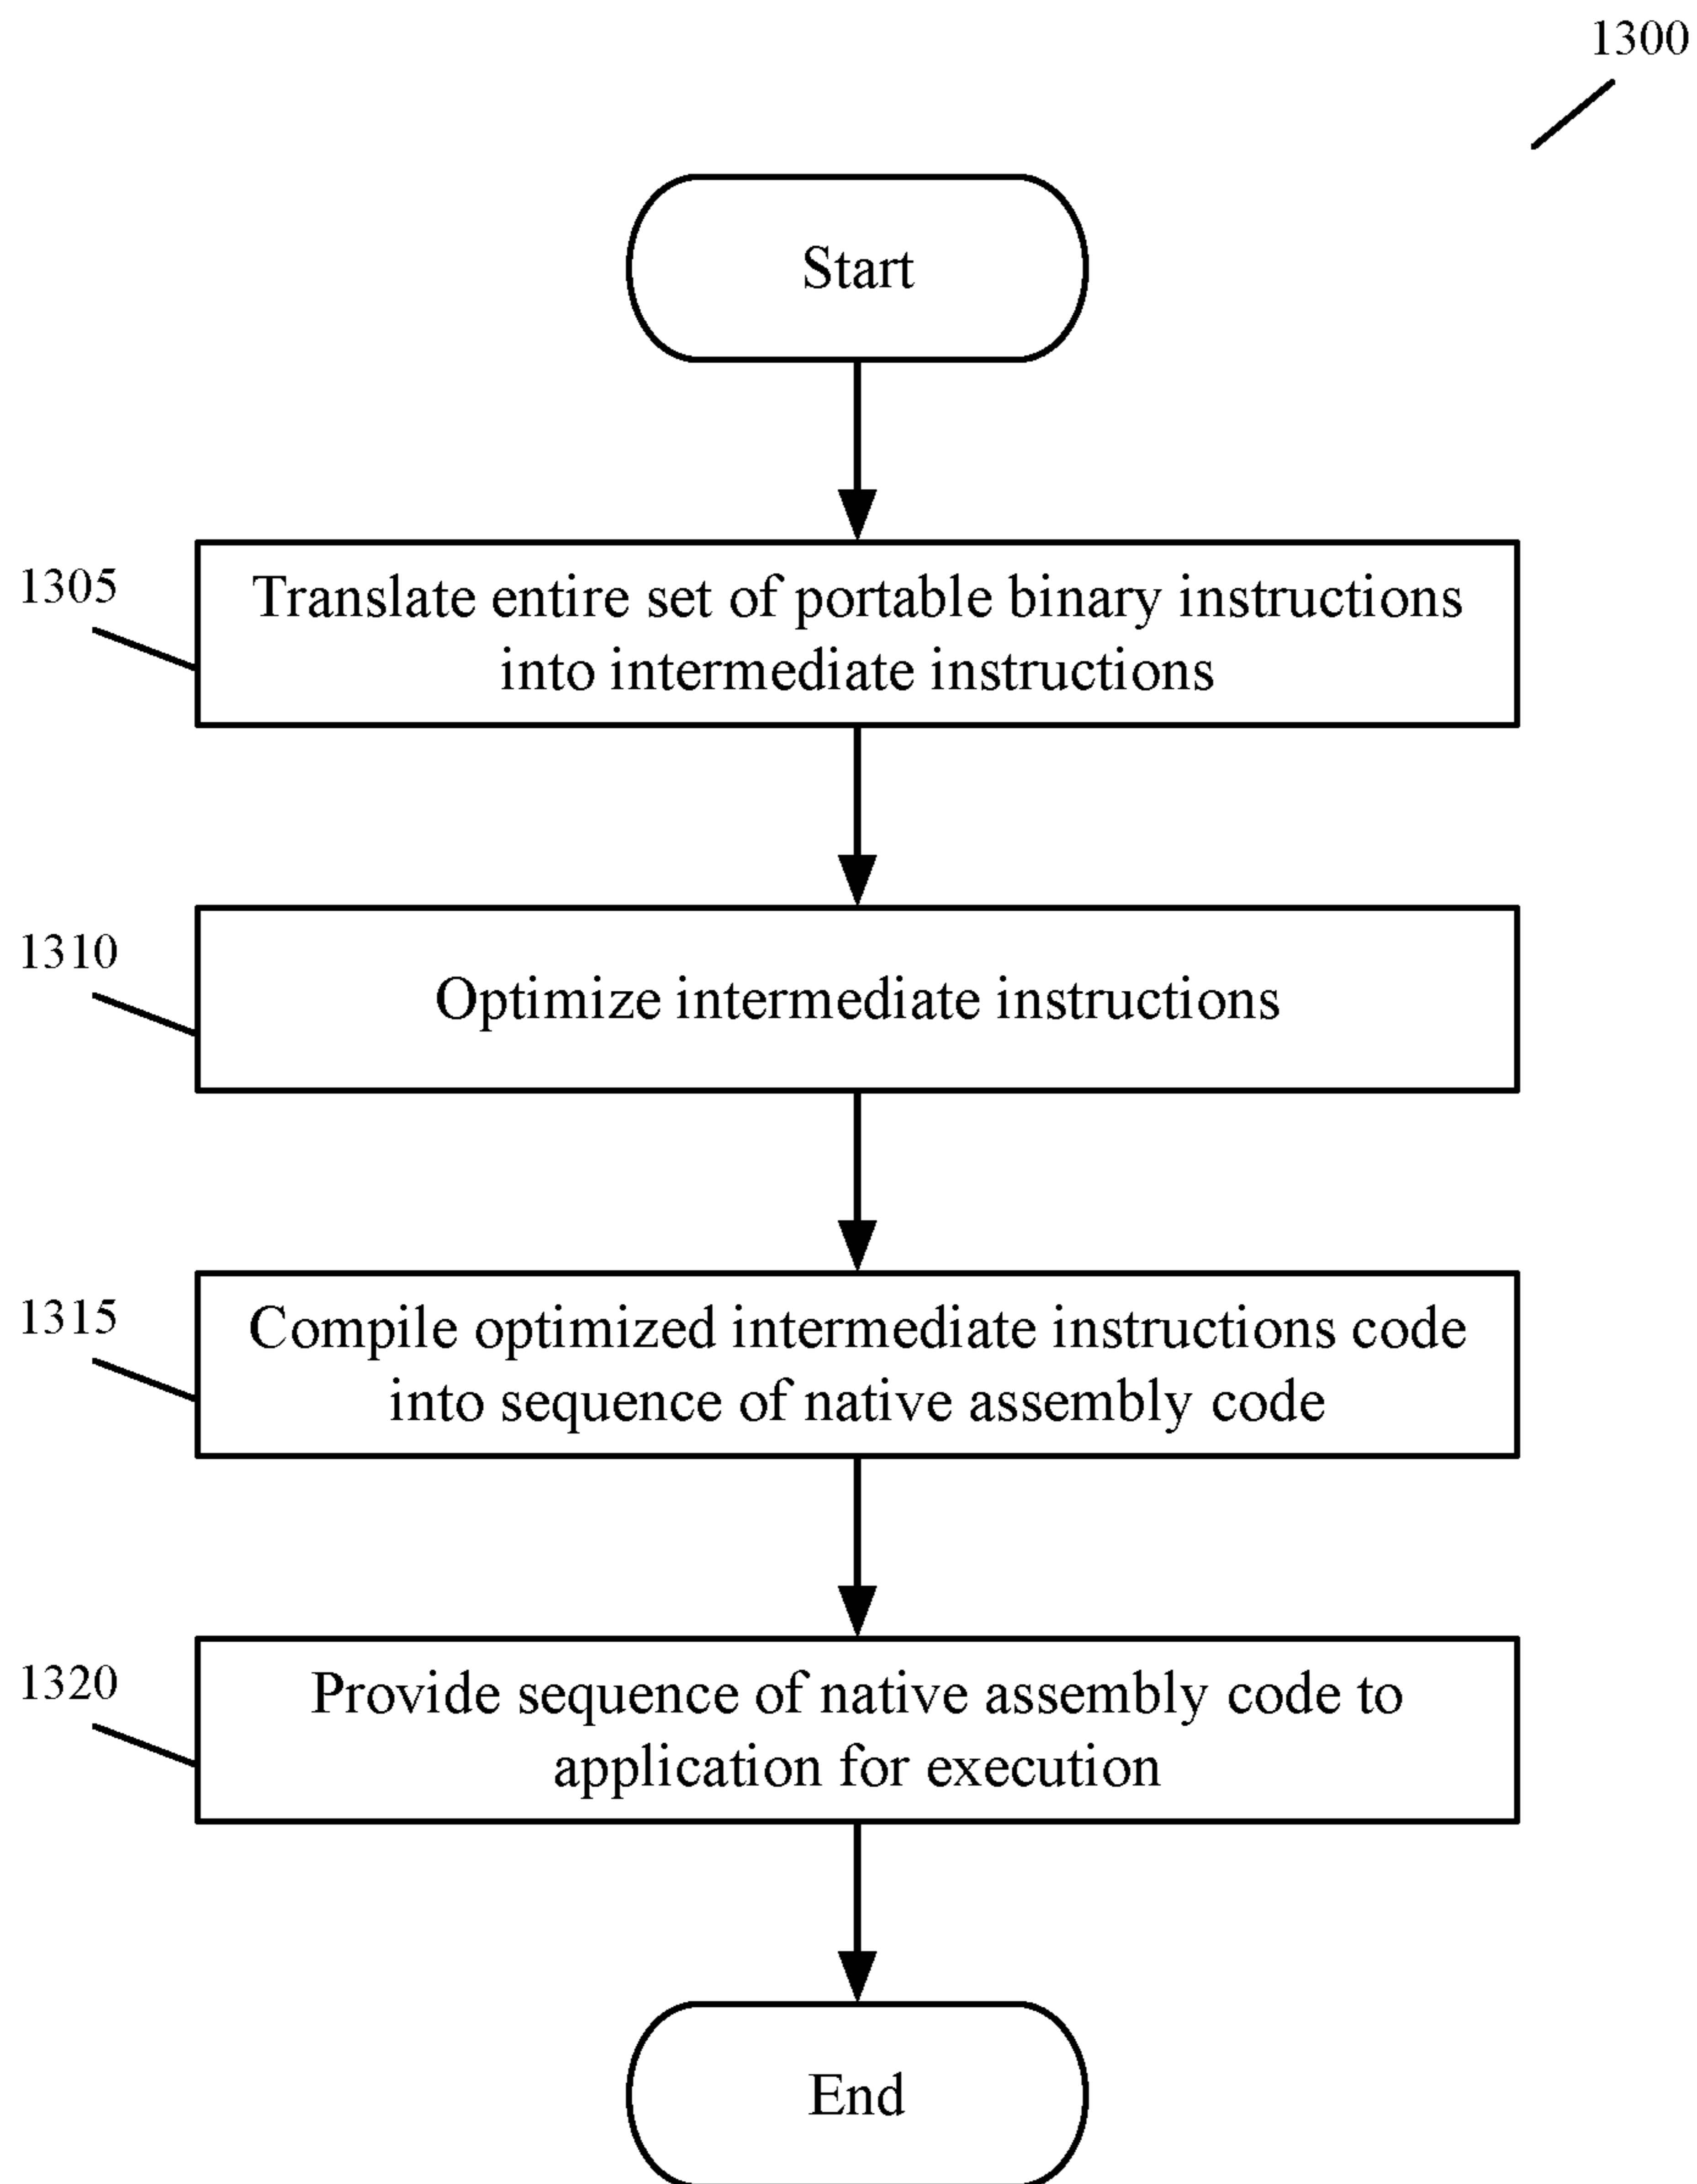 1300
Start
1305
Translate entire set of portable binary instructions
into intermediate instructions
1310
Optimize intermediate instructions
1315
Compile optimized intermediate instructions code
into sequence of native assembly code
1320
Provide sequence of native assembly code to
application for execution
End